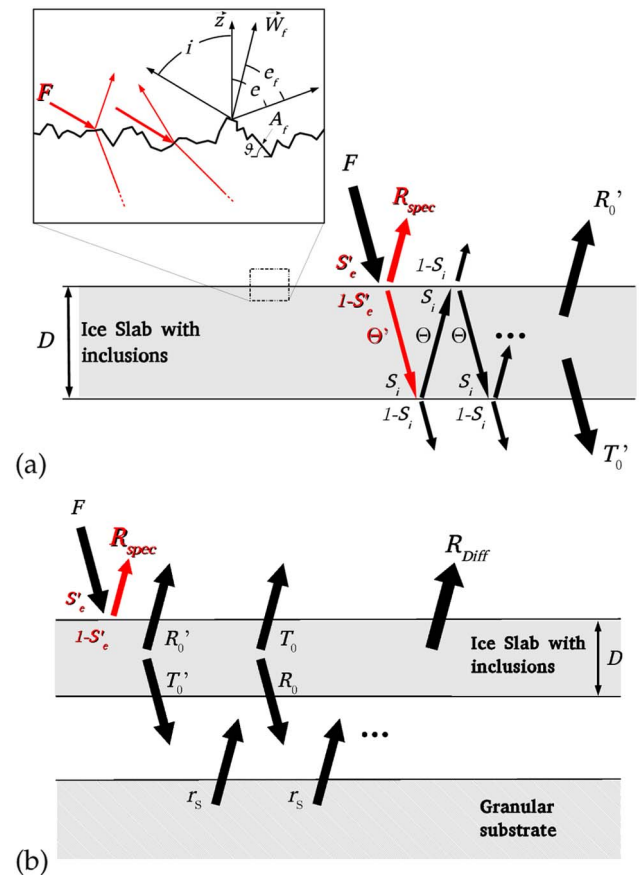 z⃗
W⃗_f
i
e
e_f
A_f
ϑ
F
F
R_spec
R_0'
S'_e
1-S'_e
1-S_i
S_i
Θ'
Θ
Θ
...
D
Ice Slab with
inclusions
S_i
S_i
1-S_i
1-S_i
T_0'
(a)
F
R_spec
S'_e
1-S'_e
R_0'
T_0
R_Diff
T_0'
R_0
Ice Slab with
inclusions
D
...
r_S
r_S
Granular
substrate
(b)